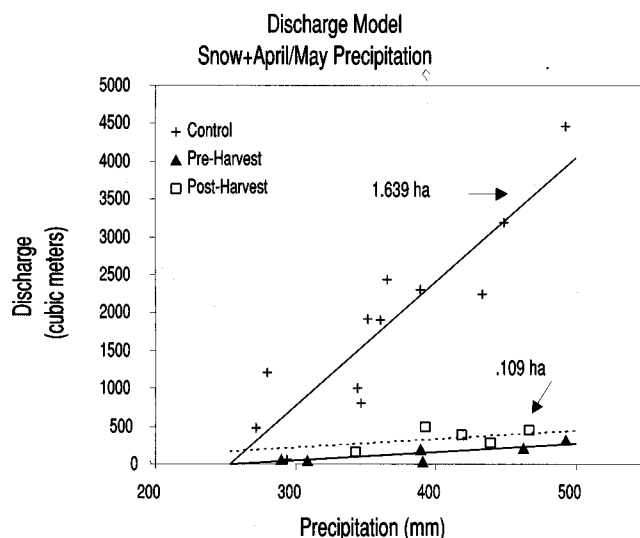 Discharge Model
Snow+April/May Precipitation
Discharge
(cubic meters)
5000
4500
4000
3500
3000
2500
2000
1500
1000
500
0
+ Control
▲ Pre-Harvest
□ Post-Harvest
1.639 ha
.109 ha
200
300
400
500
Precipitation (mm)